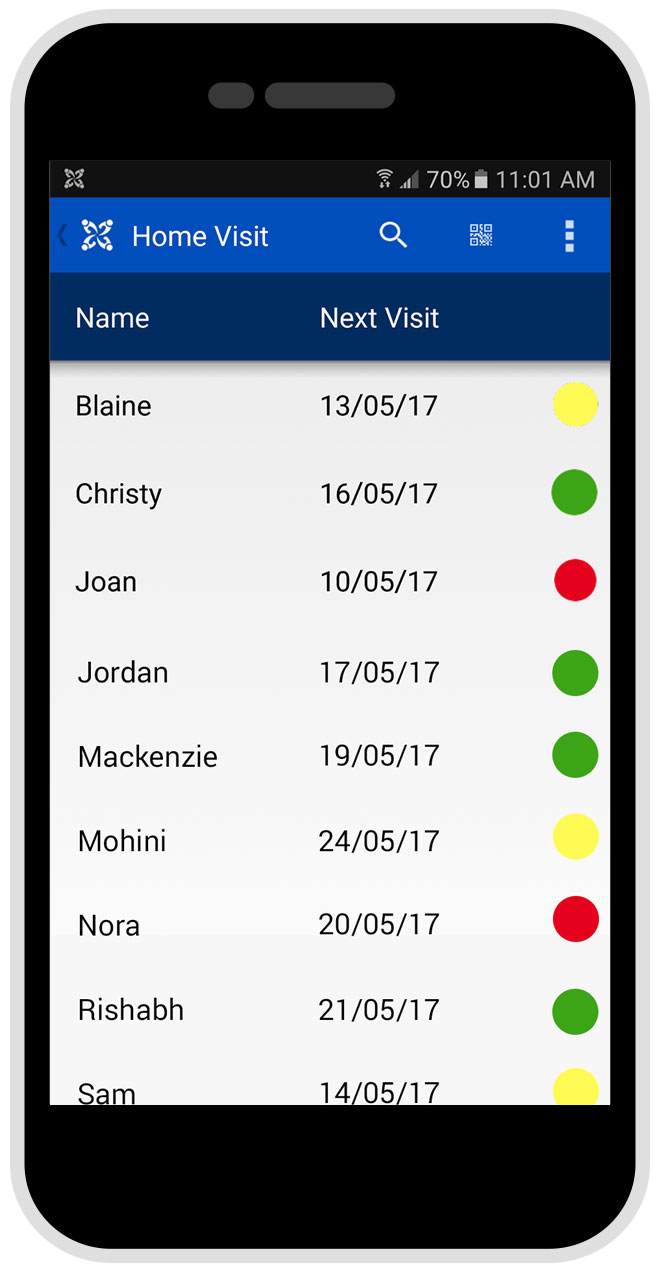 70% 11:01 AM
Home Visit
Name Next Visit
Blaine 13/05/17
Christy 16/05/17
Joan 10/05/17
Jordan 17/05/17
Mackenzie 19/05/17
Mohini 24/05/17
Nora 20/05/17
Rishabh 21/05/17
Sam 14/05/17